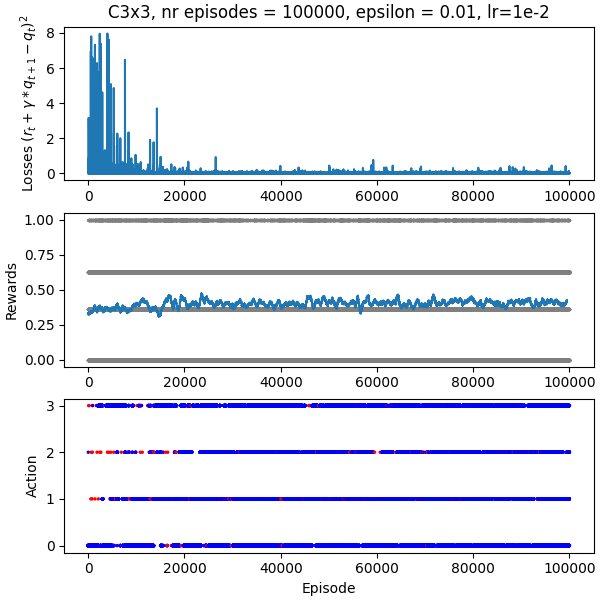 C3x3, nr episodes = 100000, epsilon = 0.01, lr=1e-2
Losses $(r_t + \gamma * q_{t+1} - q_t)^2$
8
6
4
2
0
0 20000 40000 60000 80000 100000
Rewards
1.00
0.75
0.50
0.25
0.00
0 20000 40000 60000 80000 100000
Action
3
2
1
0
0 20000 40000 60000 80000 100000
Episode